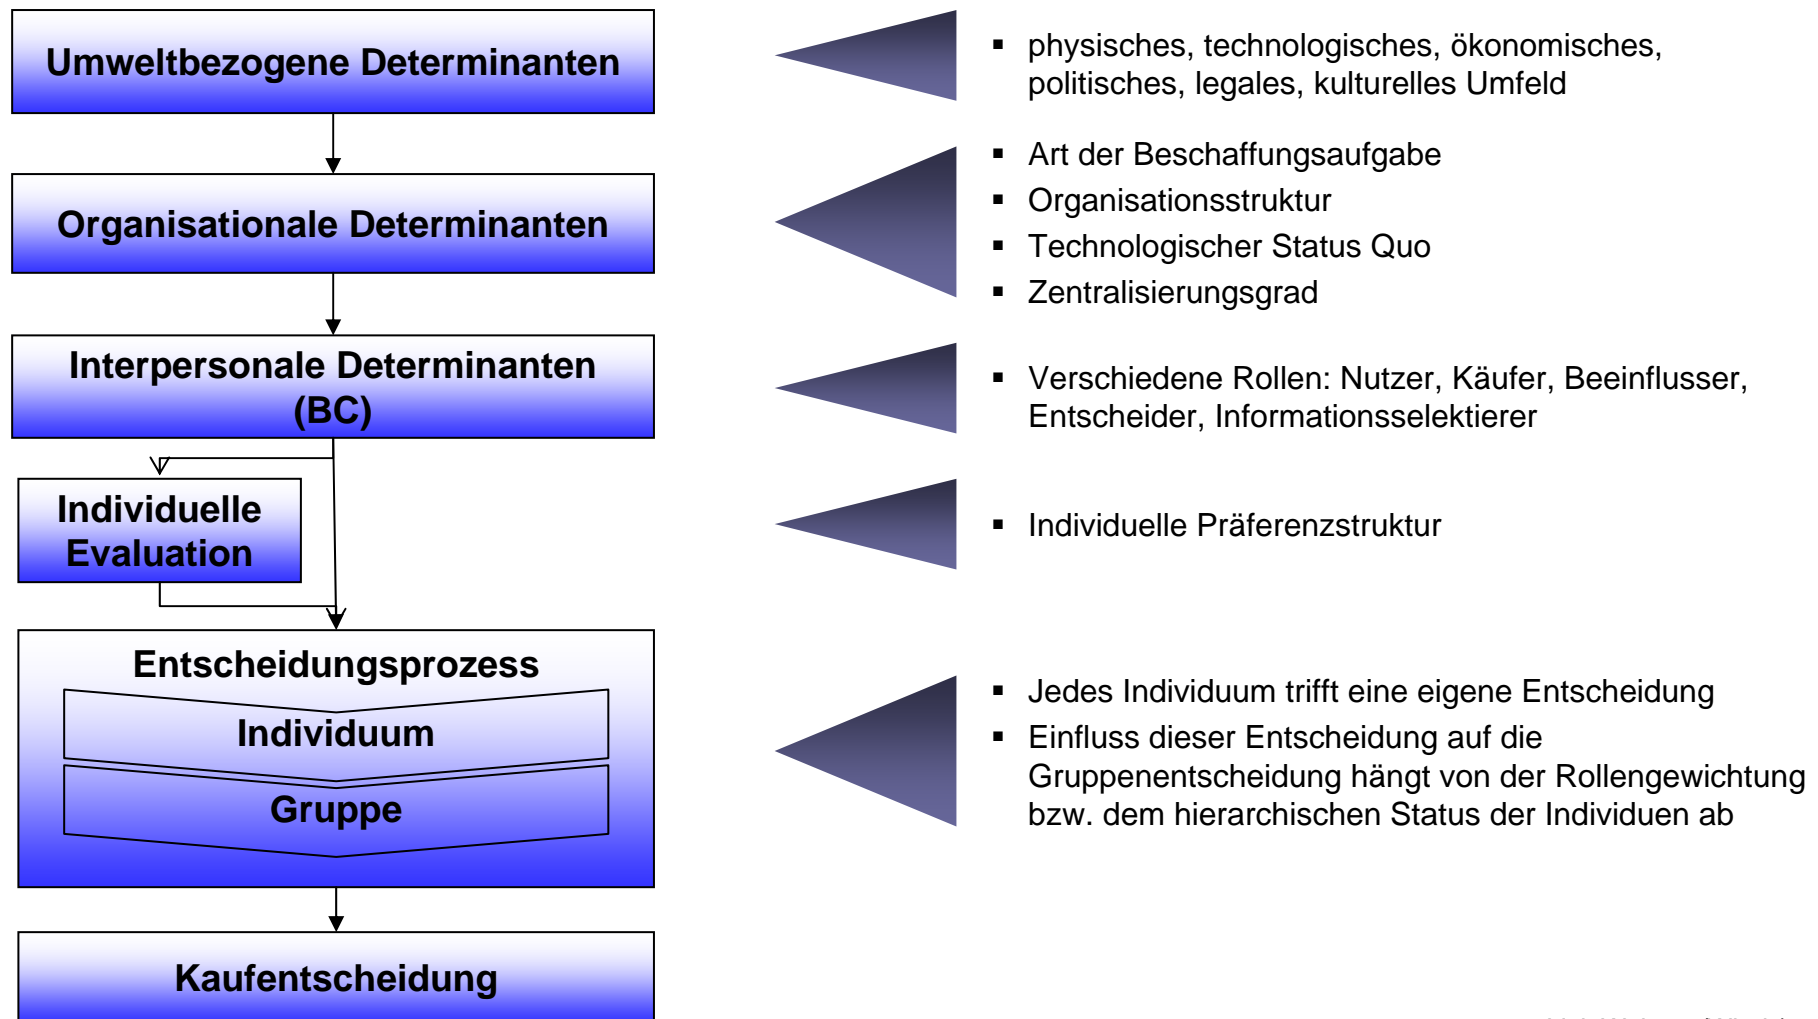 Umweltbezogene Determinanten
▪ physisches, technologisches, ökonomisches,
politisches, legales, kulturelles Umfeld
Organisationale Determinanten
▪ Art der Beschaffungsaufgabe
▪ Organisationsstruktur
▪ Technologischer Status Quo
▪ Zentralisierungsgrad
Interpersonale Determinanten
(BC)
▪ Verschiedene Rollen: Nutzer, Käufer, Beeinflusser,
Entscheider, Informationsselektierer
Individuelle
Evaluation
▪ Individuelle Präferenzstruktur
Entscheidungsprozess
Individuum
Gruppe
▪ Jedes Individuum trifft eine eigene Entscheidung
▪ Einfluss dieser Entscheidung auf die
Gruppenentscheidung hängt von der Rollengewichtung
bzw. dem hierarchischen Status der Individuen ab
Kaufentscheidung